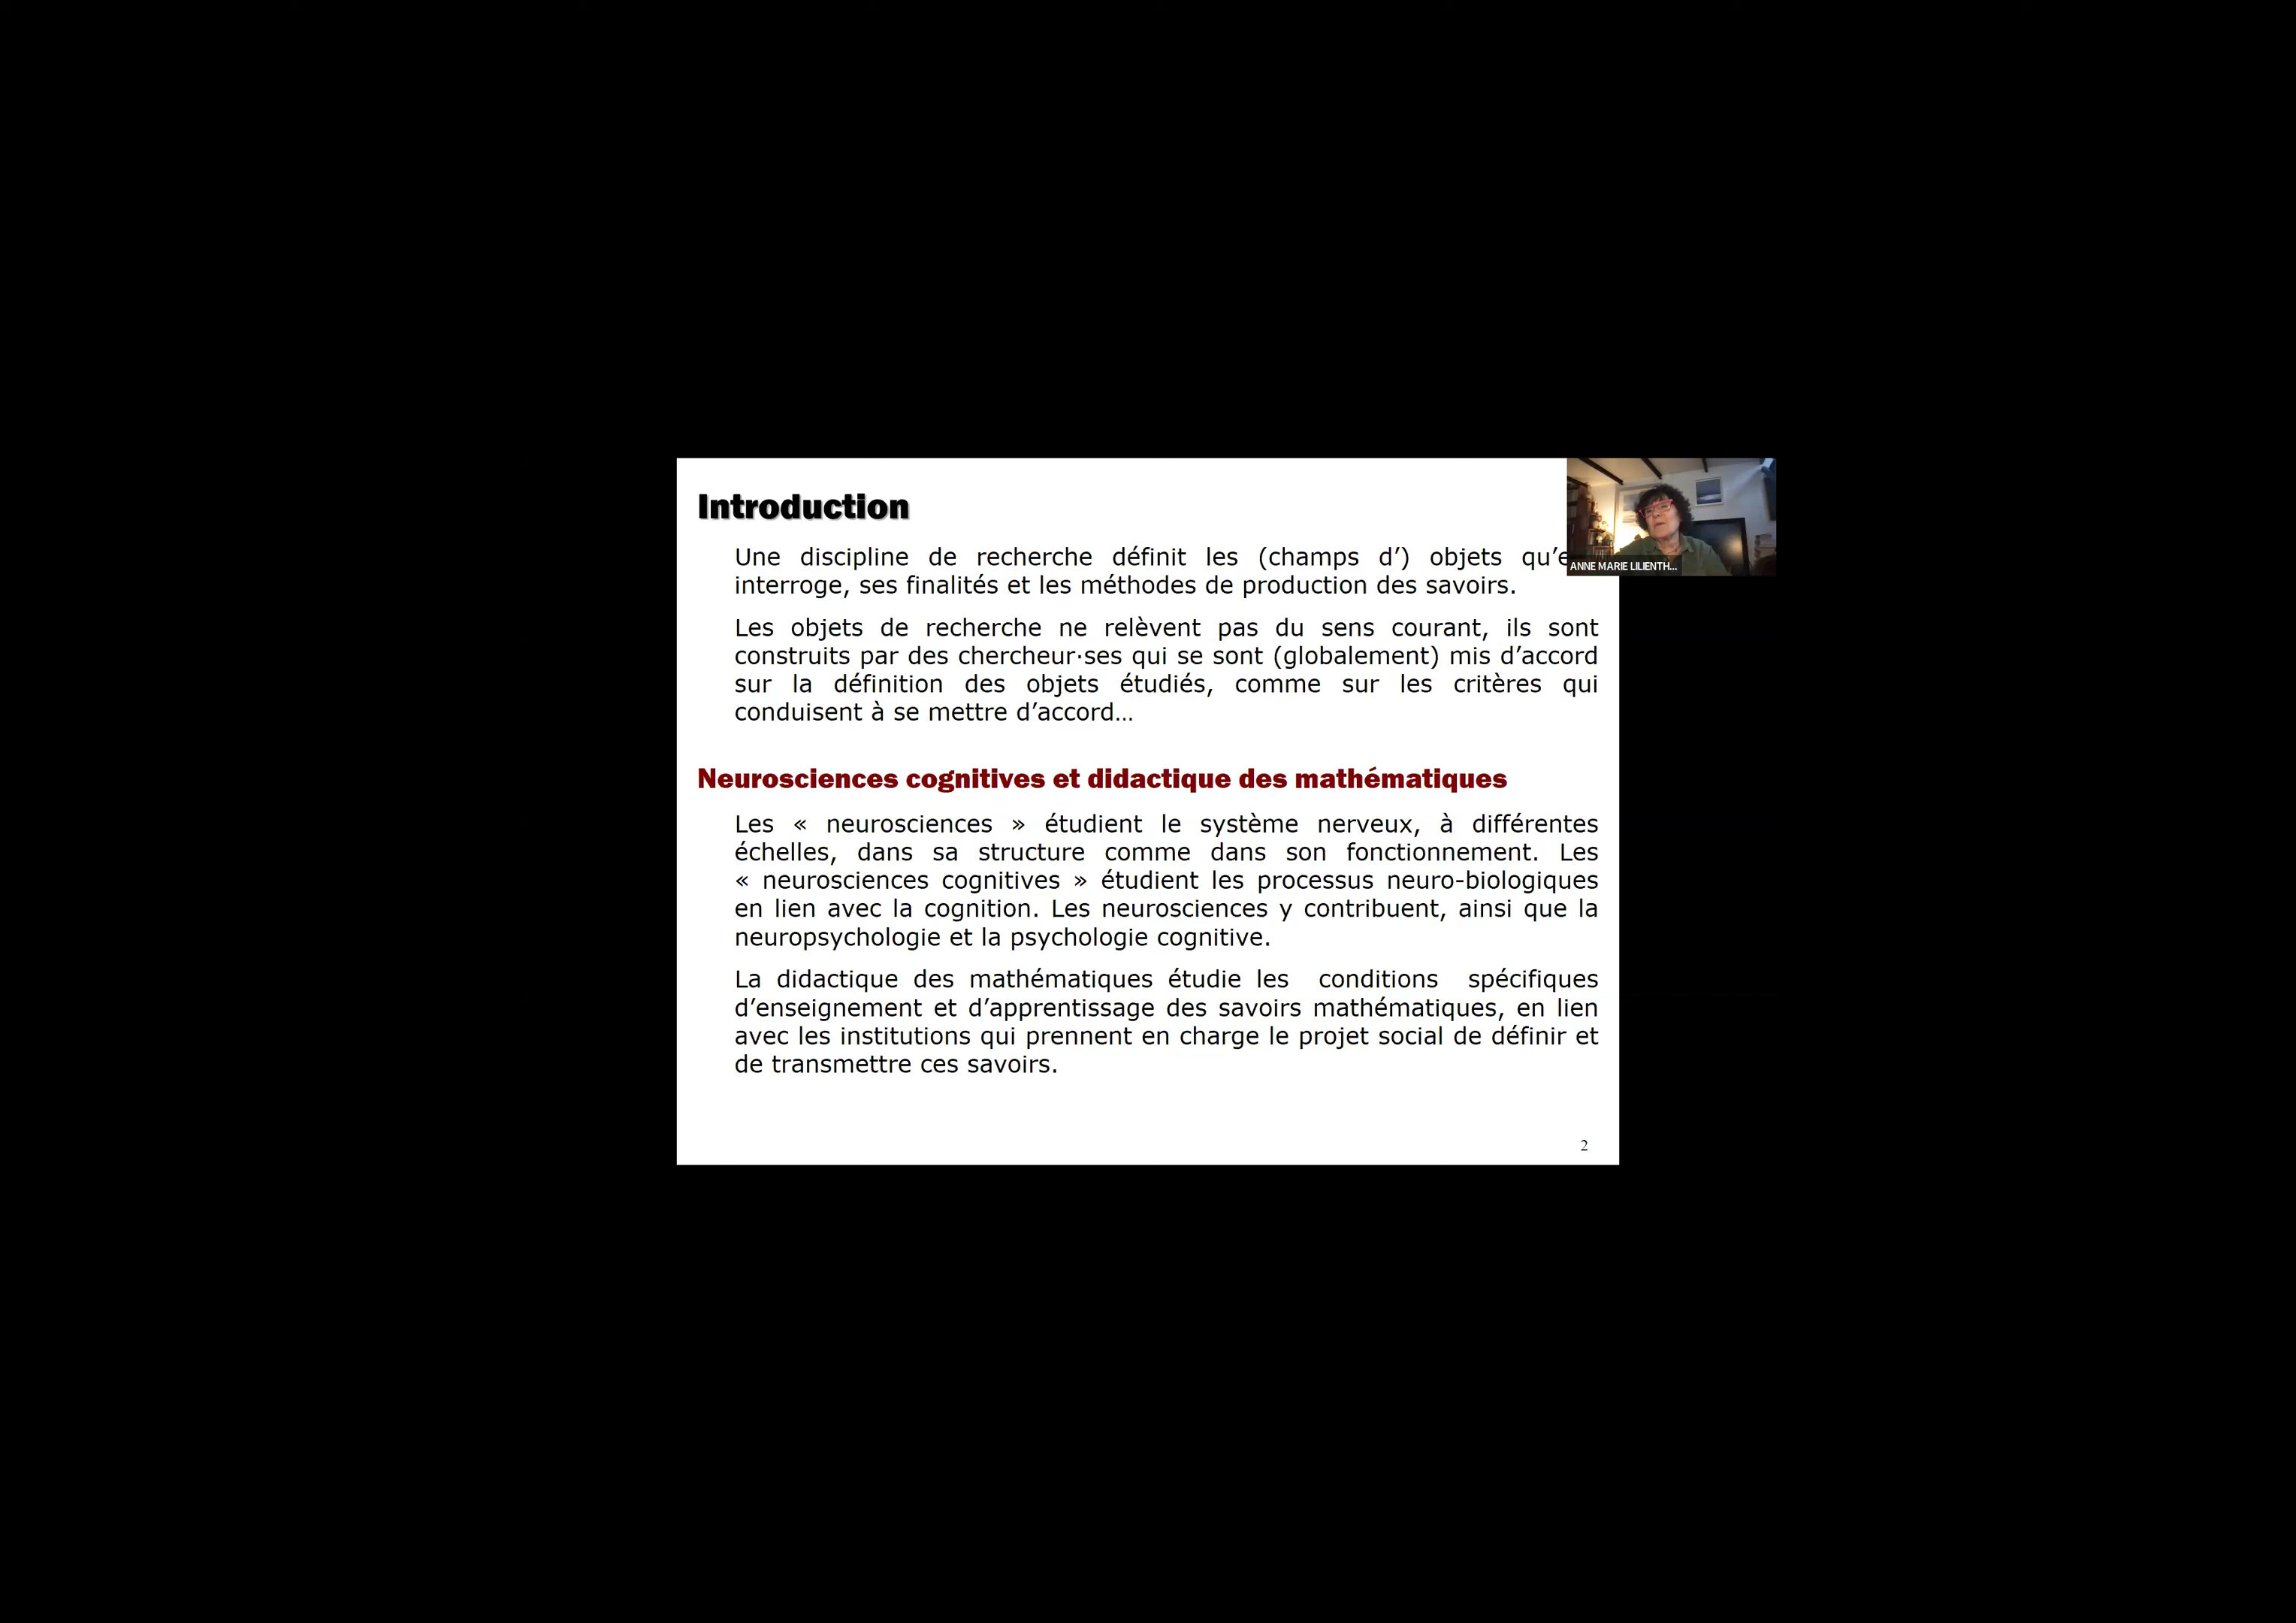 Introduction
Une discipline de recherche définit les (champs d’) objets
interroge, ses finalités et les méthodes de production des savoirs.
Les objets de recherche ne relèvent pas du sens courant, ils sont
construits par des chercheur·ses qui se sont (globalement) mis d’accord
sur la définition des objets étudiés, comme sur les critères qui
conduisent à se mettre d’accord…
Neurosciences cognitives et didactique des mathématiques
Les « neurosciences » étudient le système nerveux, à différentes
échelles, dans sa structure comme dans son fonctionnement. Les
« neurosciences cognitives » étudient les processus neuro-biologiques
en lien avec la cognition. Les neurosciences y contribuent, ainsi que la
neuropsychologie et la psychologie cognitive.
La didactique des mathématiques étudie les conditions spécifiques
d’enseignement et d’apprentissage des savoirs mathématiques, en lien
avec les institutions qui prennent en charge le projet social de définir et
de transmettre ces savoirs.
2
ANNE MARIE LILIENTH...